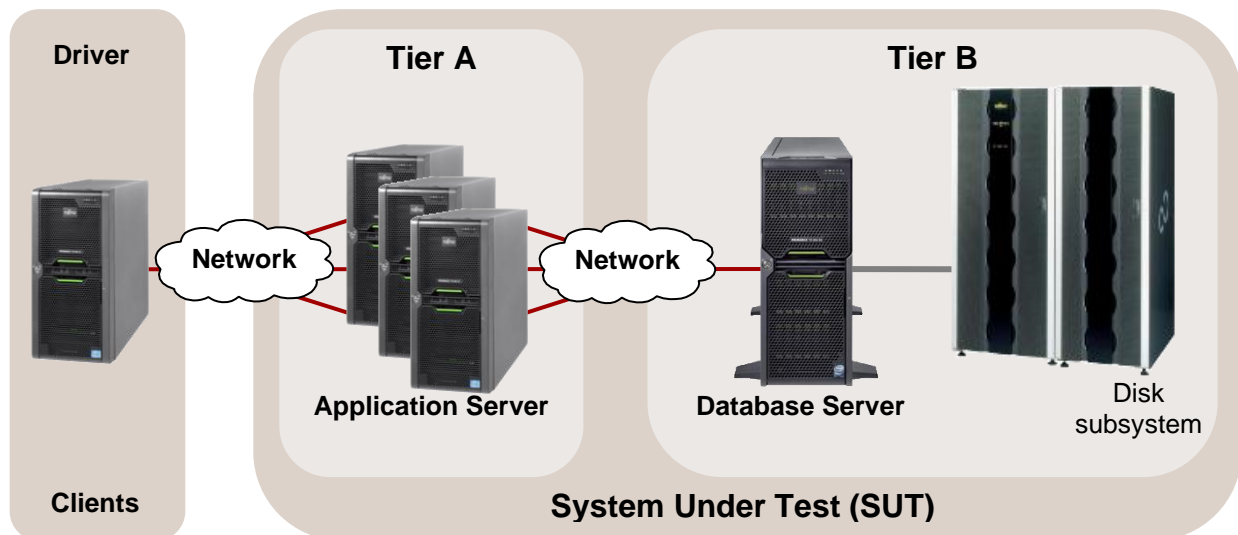 Driver
Tier A
Tier B
Network
Network
Application Server
Database Server
Disk
subsystem
Clients
System Under Test (SUT)